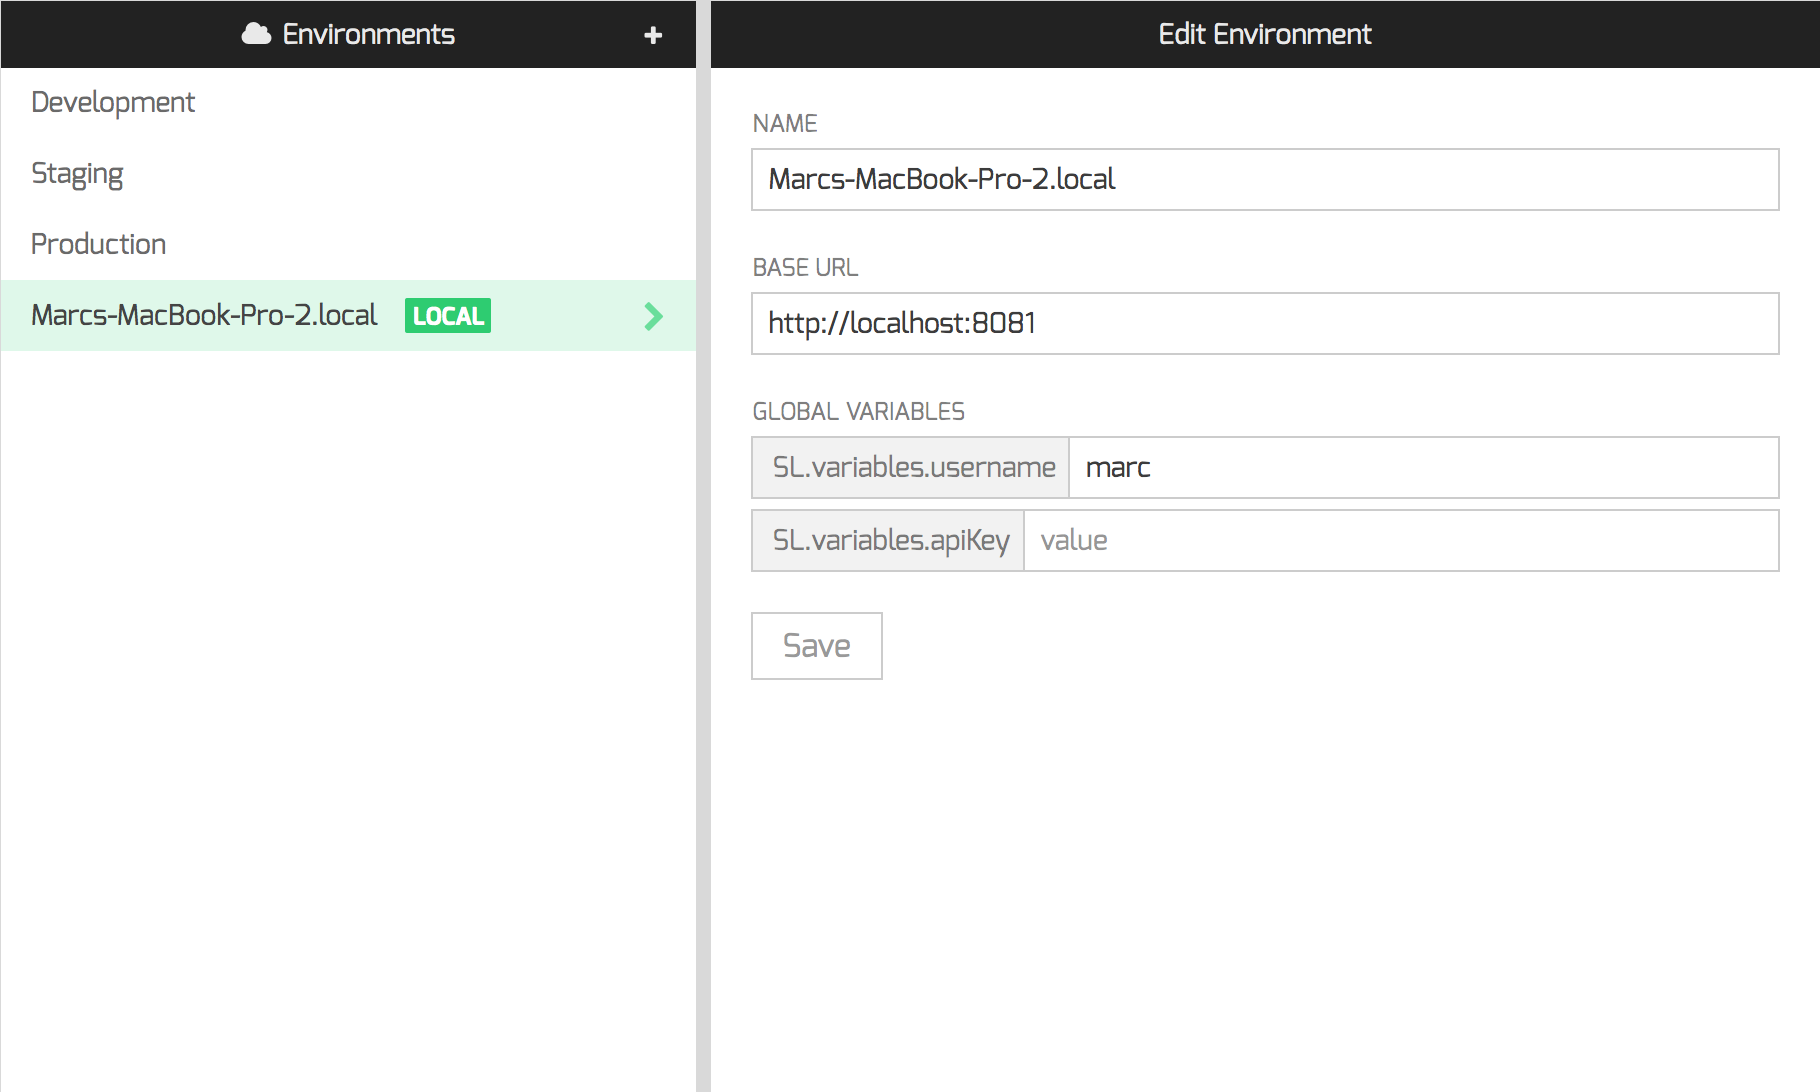 Environments +
Development
Staging
Production
Marcs-MacBook-Pro-2.local LOCAL
Edit Environment
NAME
Marcs-MacBook-Pro-2.local
BASE URL
http://localhost:8081
GLOBAL VARIABLES
SL.variables.username marc
SL.variables.apiKey value
Save